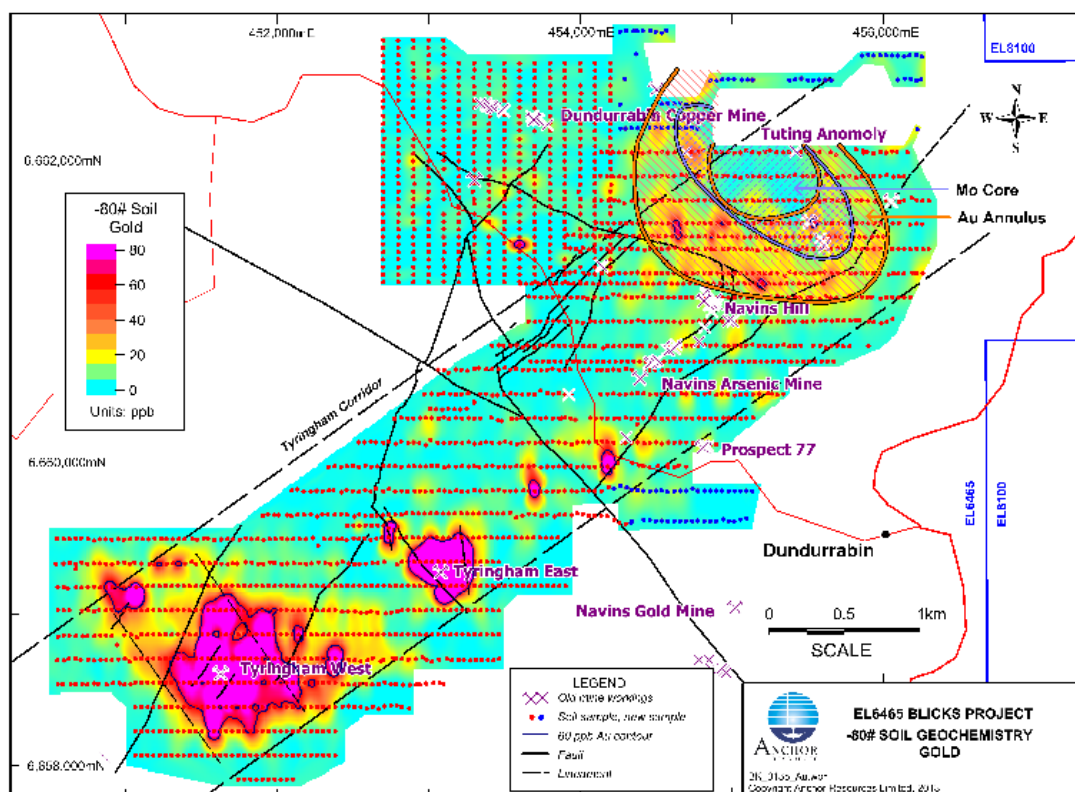 452,000mE
454,000mE
456,000mE
EL8100
N
W E
S
Dundurrabin Copper Mine
Tuting Anomoly
6,662,000mN
Mo Core
Au Annulus
-80# Soil
Gold
80
60
40
20
0
Units: ppb
Navins Hill
Tyringham Corridor
Navins Arsenic Mine
Prospect 77
6,660,000mN
EL6465
EL8100
Dundurrabin
Tyringham East
Navins Gold Mine
0 0.5 1km
SCALE
Tyringham West
LEGEND
Old mine workings
Soil sample, new sample
60 ppb Au contour
Fault
Lineament
6,658,000mN
ANCHOR
EL6465 BLICKS PROJECT
-80# SOIL GEOCHEMISTRY
GOLD
Copyright Anchor Resources Limited,